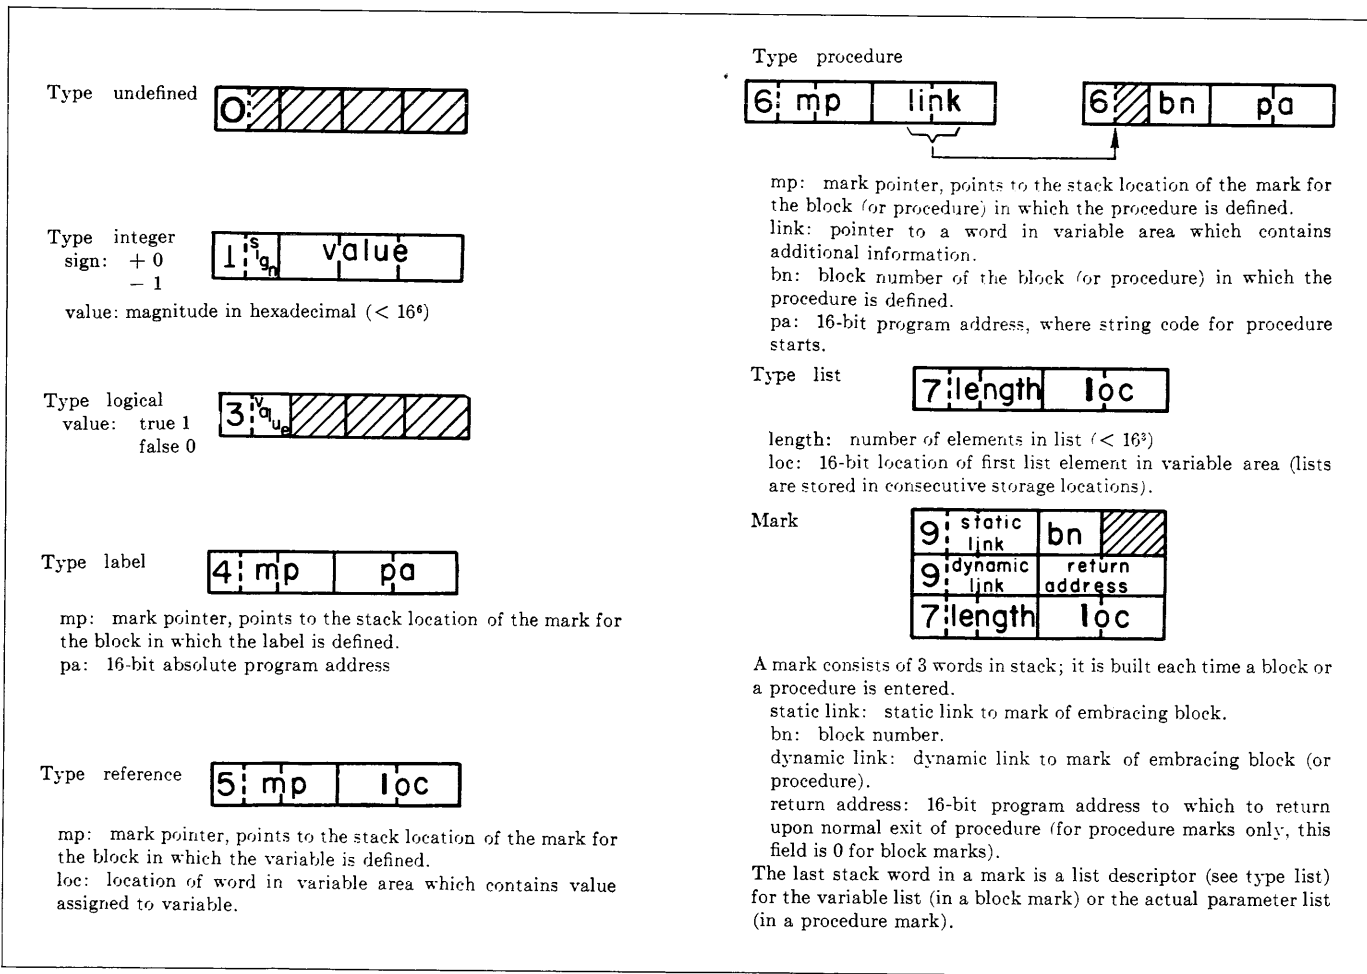 Type undefined
0
Type integer
sign: + 0
− 1
1 sign value
value: magnitude in hexadecimal (< 16⁶)
Type logical
value: true 1
false 0
3 value
Type label
4 mp pa
mp: mark pointer, points to the stack location of the mark for
the block in which the label is defined.
pa: 16-bit absolute program address
Type reference
5 mp loc
mp: mark pointer, points to the stack location of the mark for
the block in which the variable is defined.
loc: location of word in variable area which contains value
assigned to variable.
Type procedure
6 mp link
6 bn pa
mp: mark pointer, points to the stack location of the mark for
the block (or procedure) in which the procedure is defined.
link: pointer to a word in variable area which contains
additional information.
bn: block number of the block (or procedure) in which the
procedure is defined.
pa: 16-bit program address, where string code for procedure
starts.
Type list
7 length loc
length: number of elements in list (< 16³)
loc: 16-bit location of first list element in variable area (lists
are stored in consecutive storage locations).
Mark
9 static link bn
9 dynamic link return address
7 length loc
A mark consists of 3 words in stack; it is built each time a block or
a procedure is entered.
static link: static link to mark of embracing block.
bn: block number.
dynamic link: dynamic link to mark of embracing block (or
procedure).
return address: 16-bit program address to which to return
upon normal exit of procedure (for procedure marks only, this
field is 0 for block marks).
The last stack word in a mark is a list descriptor (see type list)
for the variable list (in a block mark) or the actual parameter list
(in a procedure mark).